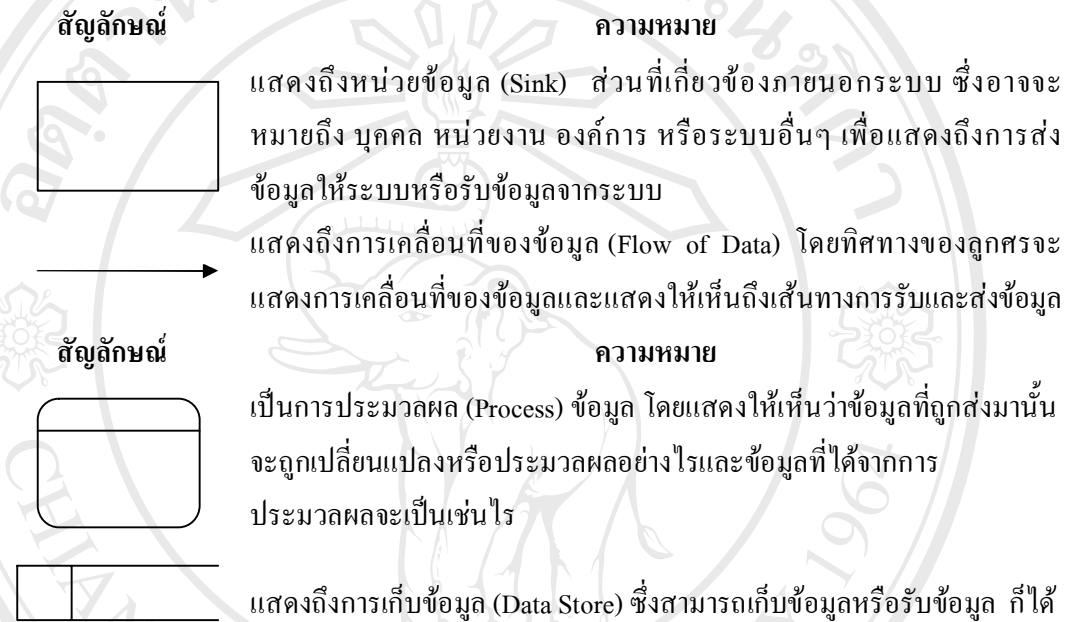 สัญลักษณ์ ความหมาย
แสดงถึงหน่วยข้อมูล (Sink) ส่วนที่เกี่ยวข้องภายนอกระบบ ซึ่งอาจจะ
หมายถึง บุคคล หน่วยงาน องค์การ หรือระบบอื่นๆ เพื่อแสดงถึงการส่ง
ข้อมูลให้ระบบหรือรับข้อมูลจากระบบ
แสดงถึงการเคลื่อนที่ของข้อมูล (Flow of Data) โดยทิศทางของลูกศรจะ
แสดงการเคลื่อนที่ของข้อมูลและแสดงให้เห็นถึงเส้นทางการรับและส่งข้อมูล
สัญลักษณ์ ความหมาย
เป็นการประมวลผล (Process) ข้อมูล โดยแสดงให้เห็นว่าข้อมูลที่ถูกส่งมานั้น
จะถูกเปลี่ยนแปลงหรือประมวลผลอย่างไรและข้อมูลที่ได้จากการ
ประมวลผลจะเป็นเช่นไร
แสดงถึงการเก็บข้อมูล (Data Store) ซึ่งสามารถเก็บข้อมูลหรือรับข้อมูล ก็ได้
CHIAN
1964